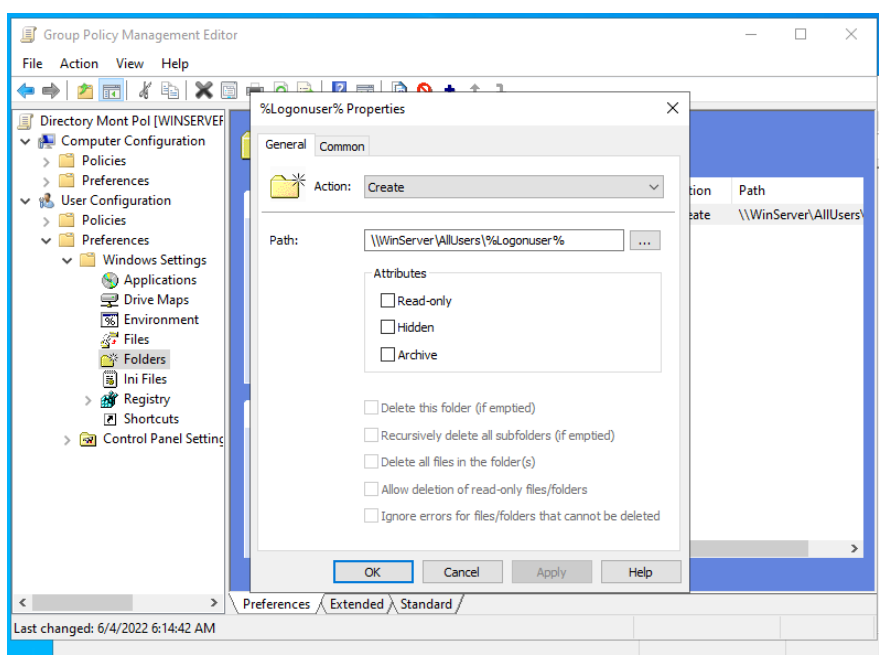 Group Policy Management Editor
File Action View Help
Directory Mont Pol [WINSERVER
Computer Configuration
Policies
Preferences
User Configuration
Policies
Preferences
Windows Settings
Applications
Drive Maps
Environment
Files
Folders
Ini Files
Registry
Shortcuts
Control Panel Setting
%Logonuser% Properties
General Common
Action: Create
Path: \\WinServer\AllUsers\%Logonuser% ...
Attributes
Read-only
Hidden
Archive
Delete this folder (if emptied)
Recursively delete all subfolders (if emptied)
Delete all files in the folder(s)
Allow deletion of read-only files/folders
Ignore errors for files/folders that cannot be deleted
OK Cancel Apply Help
tion Path
eate \\WinServer\AllUsers\
Preferences Extended Standard
Last changed: 6/4/2022 6:14:42 AM